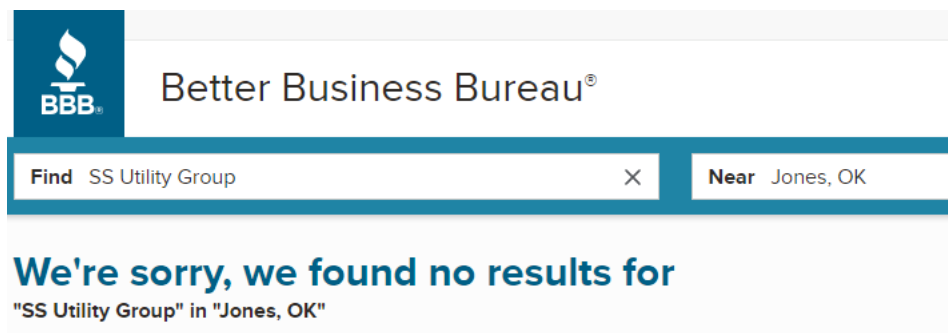 BBB®
Better Business Bureau®
Find SS Utility Group × Near Jones, OK
We're sorry, we found no results for
"SS Utility Group" in "Jones, OK"